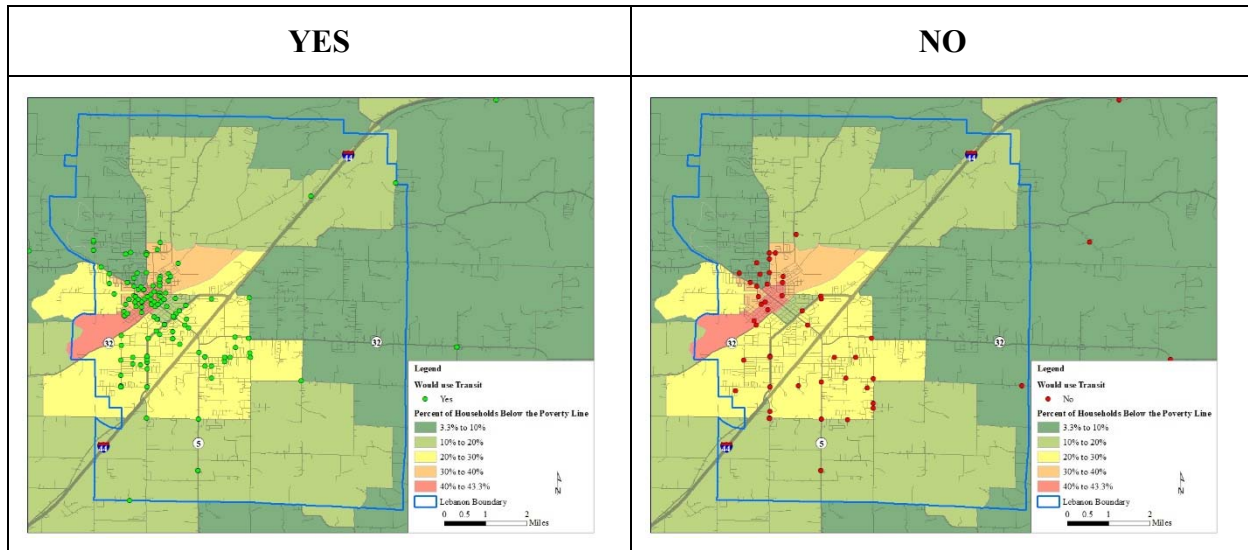 YES
NO
44
32
32
5
44
Legend
Would use Transit
Yes
Percent of Households Below the Poverty Line
3.3% to 10%
10% to 20%
20% to 30%
30% to 40%
40% to 43.3%
Lebanon Boundary
N
0 0.5 1 2
Miles
44
32
32
5
44
Legend
Would use Transit
No
Percent of Households Below the Poverty Line
3.3% to 10%
10% to 20%
20% to 30%
30% to 40%
40% to 43.3%
Lebanon Boundary
N
0 0.5 1 2
Miles